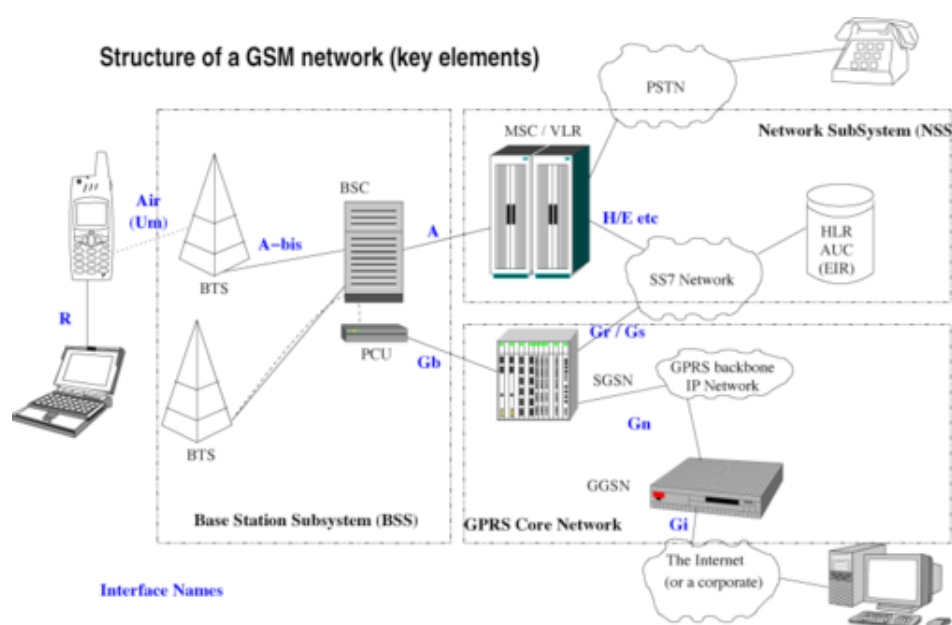 Structure of a GSM network (key elements)
PSTN
MSC / VLR
Network SubSystem (NSS
BSC
Air
(Um)
A-bis
A
H/E etc
HLR
AUC
(EIR)
BTS
SS7 Network
R
PCU
Gb
Gr / Gs
SGSN
GPRS backbone
IP Network
Gn
BTS
GGSN
Base Station Subsystem (BSS)
GPRS Core Network
Gi
The Internet
(or a corporate)
Interface Names